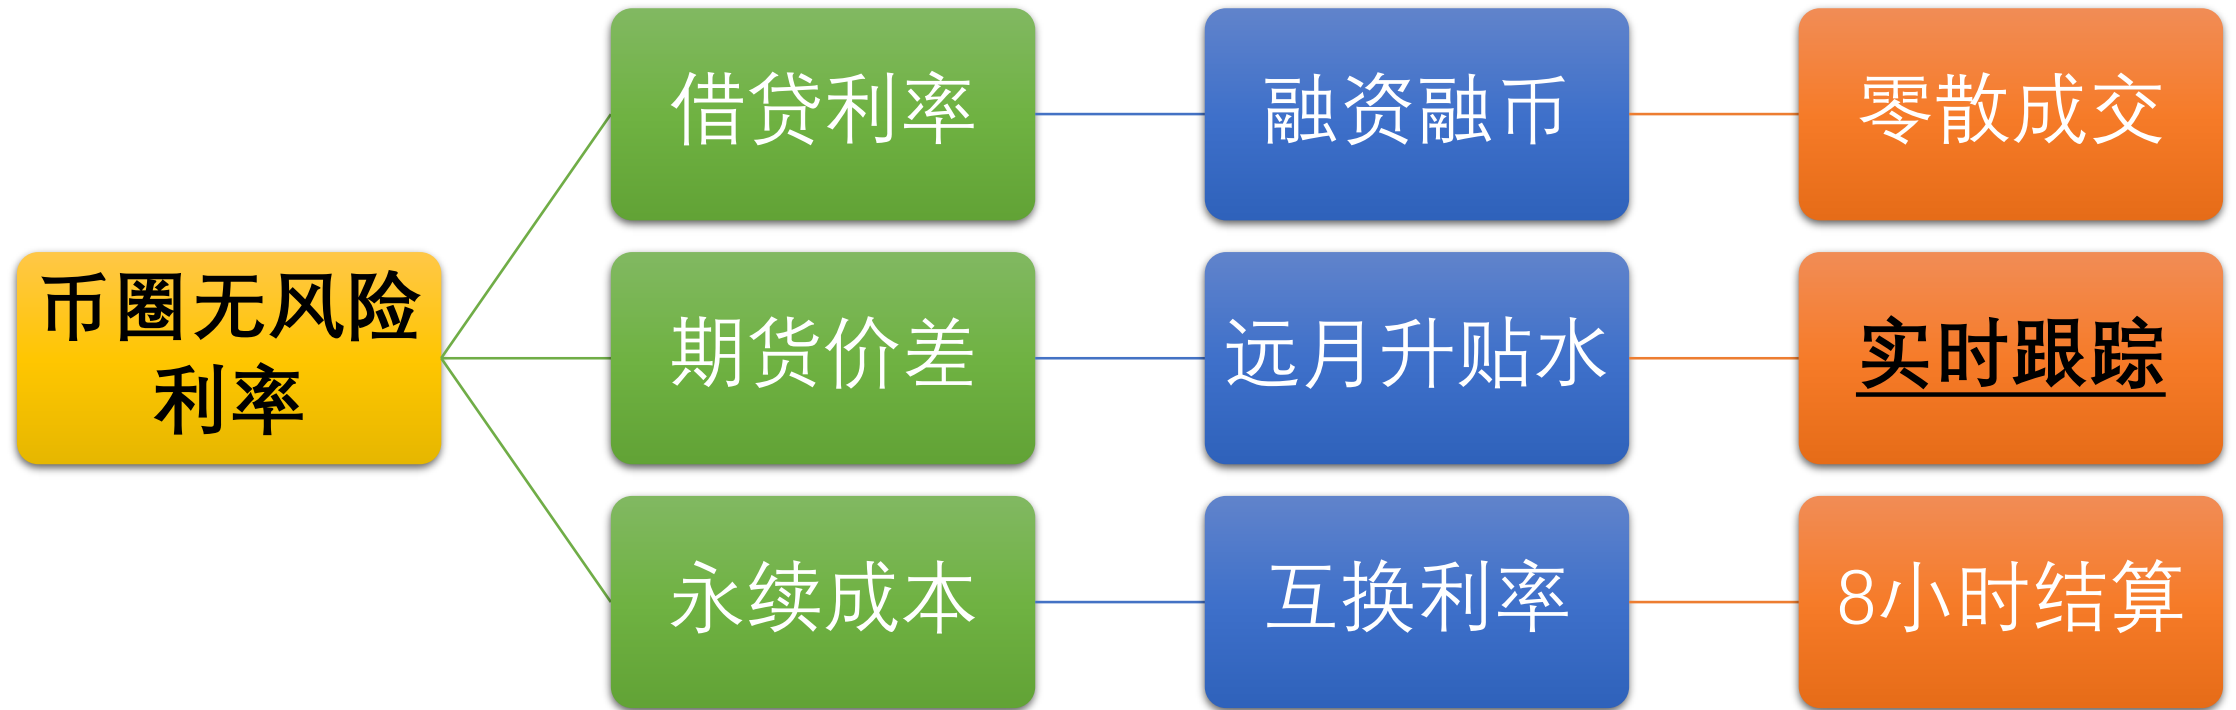 币圈无风险
利率
借贷利率
融资融币
零散成交
期货价差
远月升贴水
实时跟踪
永续成本
互换利率
8小时结算